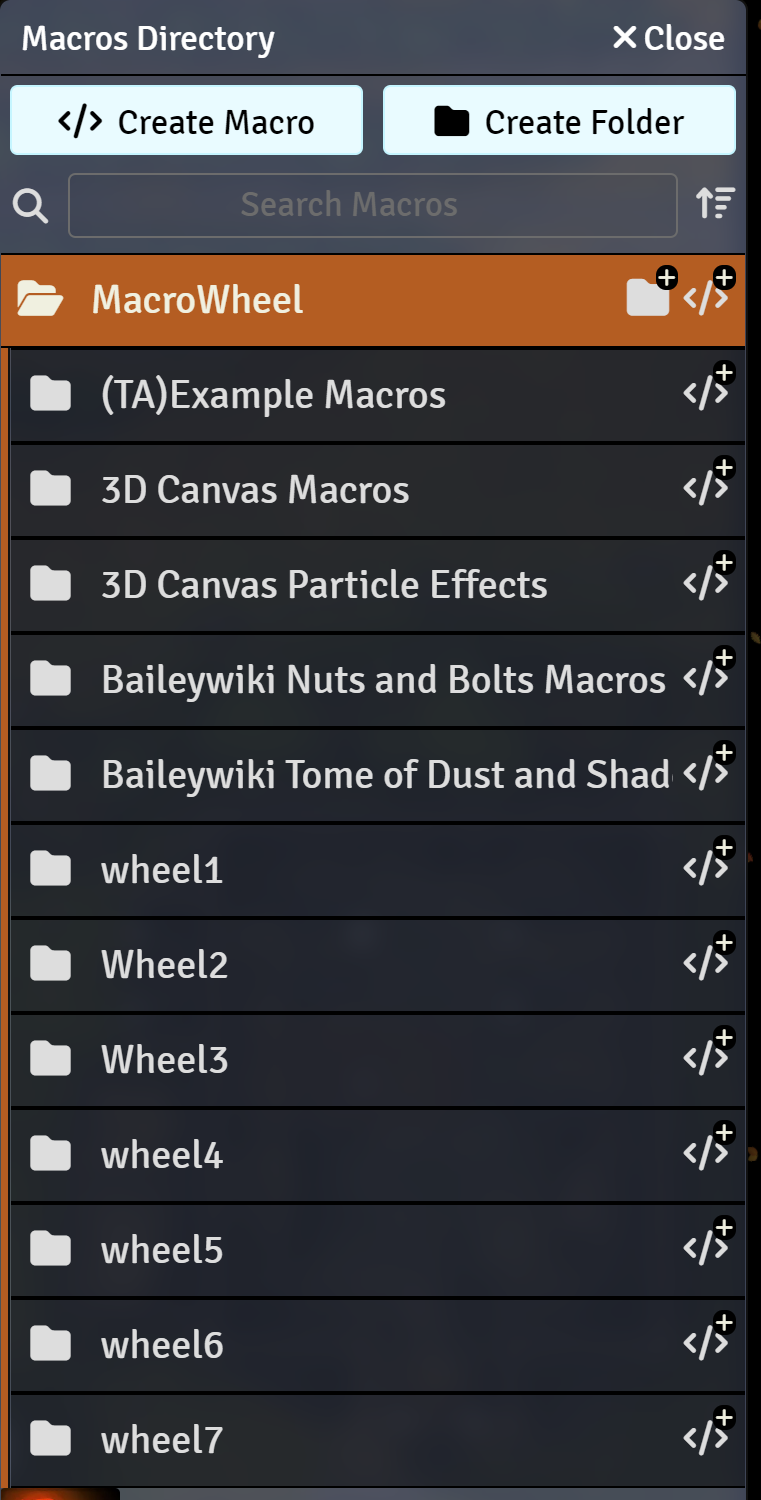 Macros Directory
Close
Create Macro
Create Folder
Search Macros
MacroWheel
(TA)Example Macros
3D Canvas Macros
3D Canvas Particle Effects
Baileywiki Nuts and Bolts Macros
Baileywiki Tome of Dust and Shad
wheel1
Wheel2
Wheel3
wheel4
wheel5
wheel6
wheel7